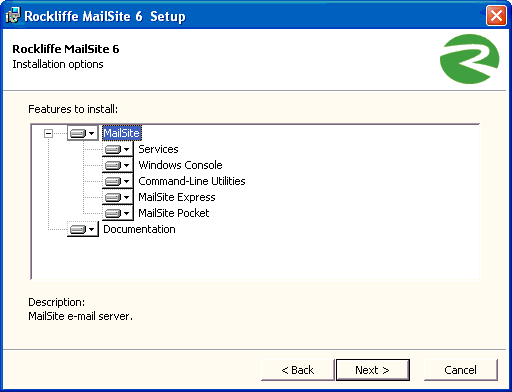 Rockliffe MailSite 6 Setup
Rockliffe MailSite 6
Installation options
Features to install:
MailSite
Services
Windows Console
Command-Line Utilities
MailSite Express
MailSite Pocket
Documentation
Description:
MailSite e-mail server.
< Back
Next >
Cancel